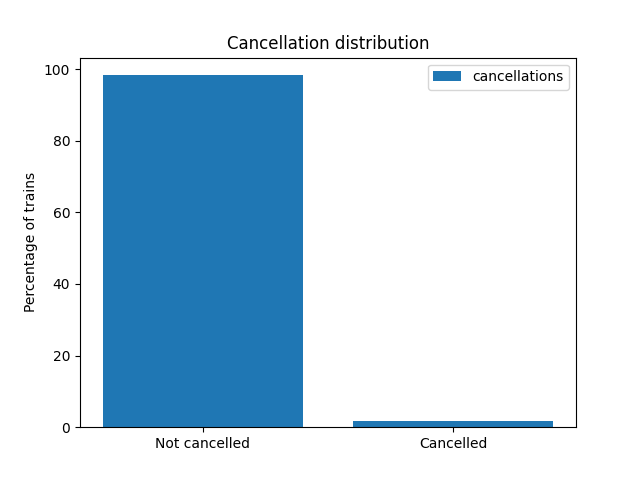 Cancellation distribution
cancellations
Percentage of trains
100
80
60
40
20
0
Not cancelled
Cancelled